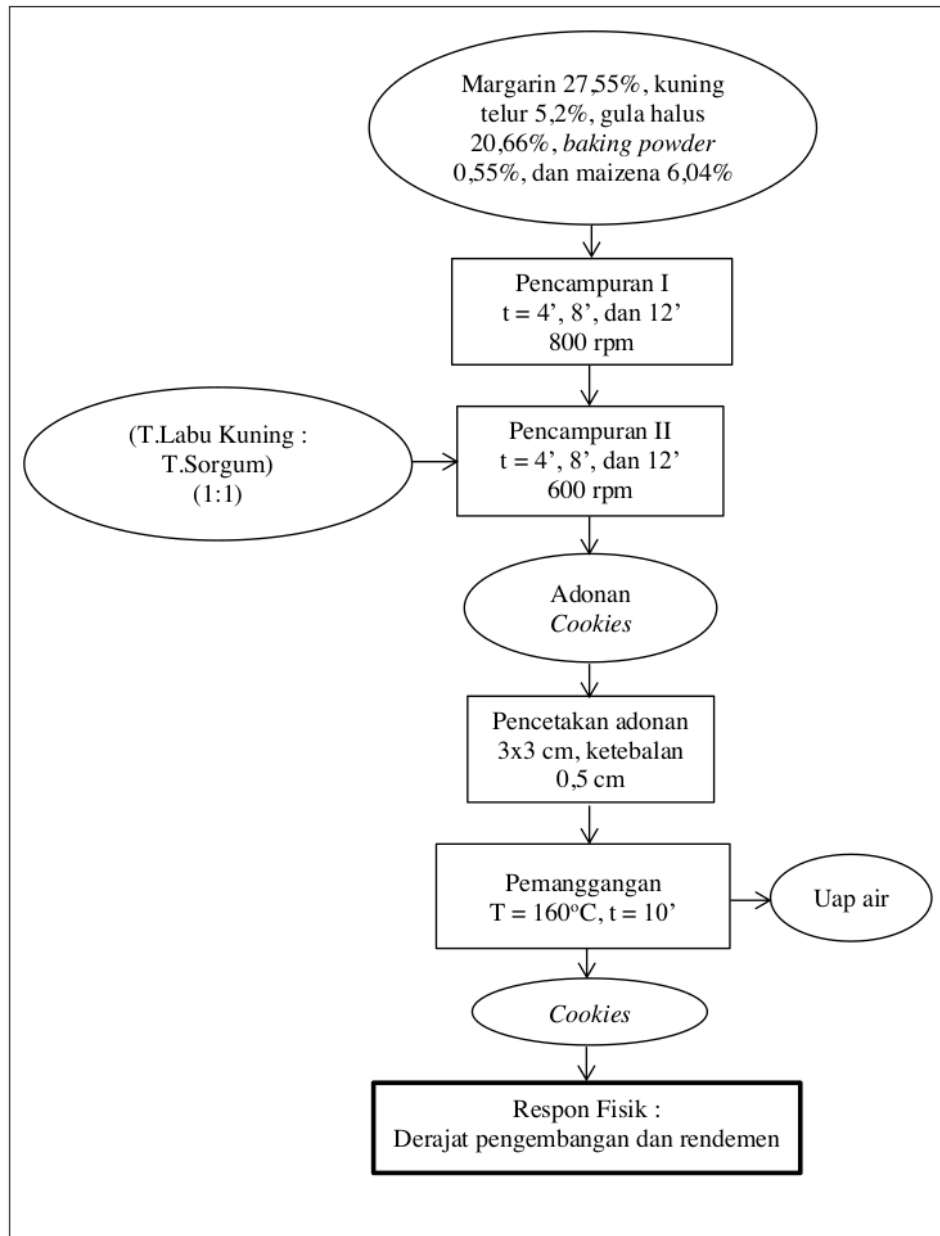 Margarin 27,55%, kuning
telur 5,2%, gula halus
20,66%, baking powder
0,55%, dan maizena 6,04%
Pencampuran I
t = 4’, 8’, dan 12’
800 rpm
(T.Labu Kuning :
T.Sorgum)
(1:1)
Pencampuran II
t = 4’, 8’, dan 12’
600 rpm
Adonan
Cookies
Pencetakan adonan
3x3 cm, ketebalan
0,5 cm
Pemanggangan
T = 160°C, t = 10’
Uap air
Cookies
Respon Fisik :
Derajat pengembangan dan rendemen